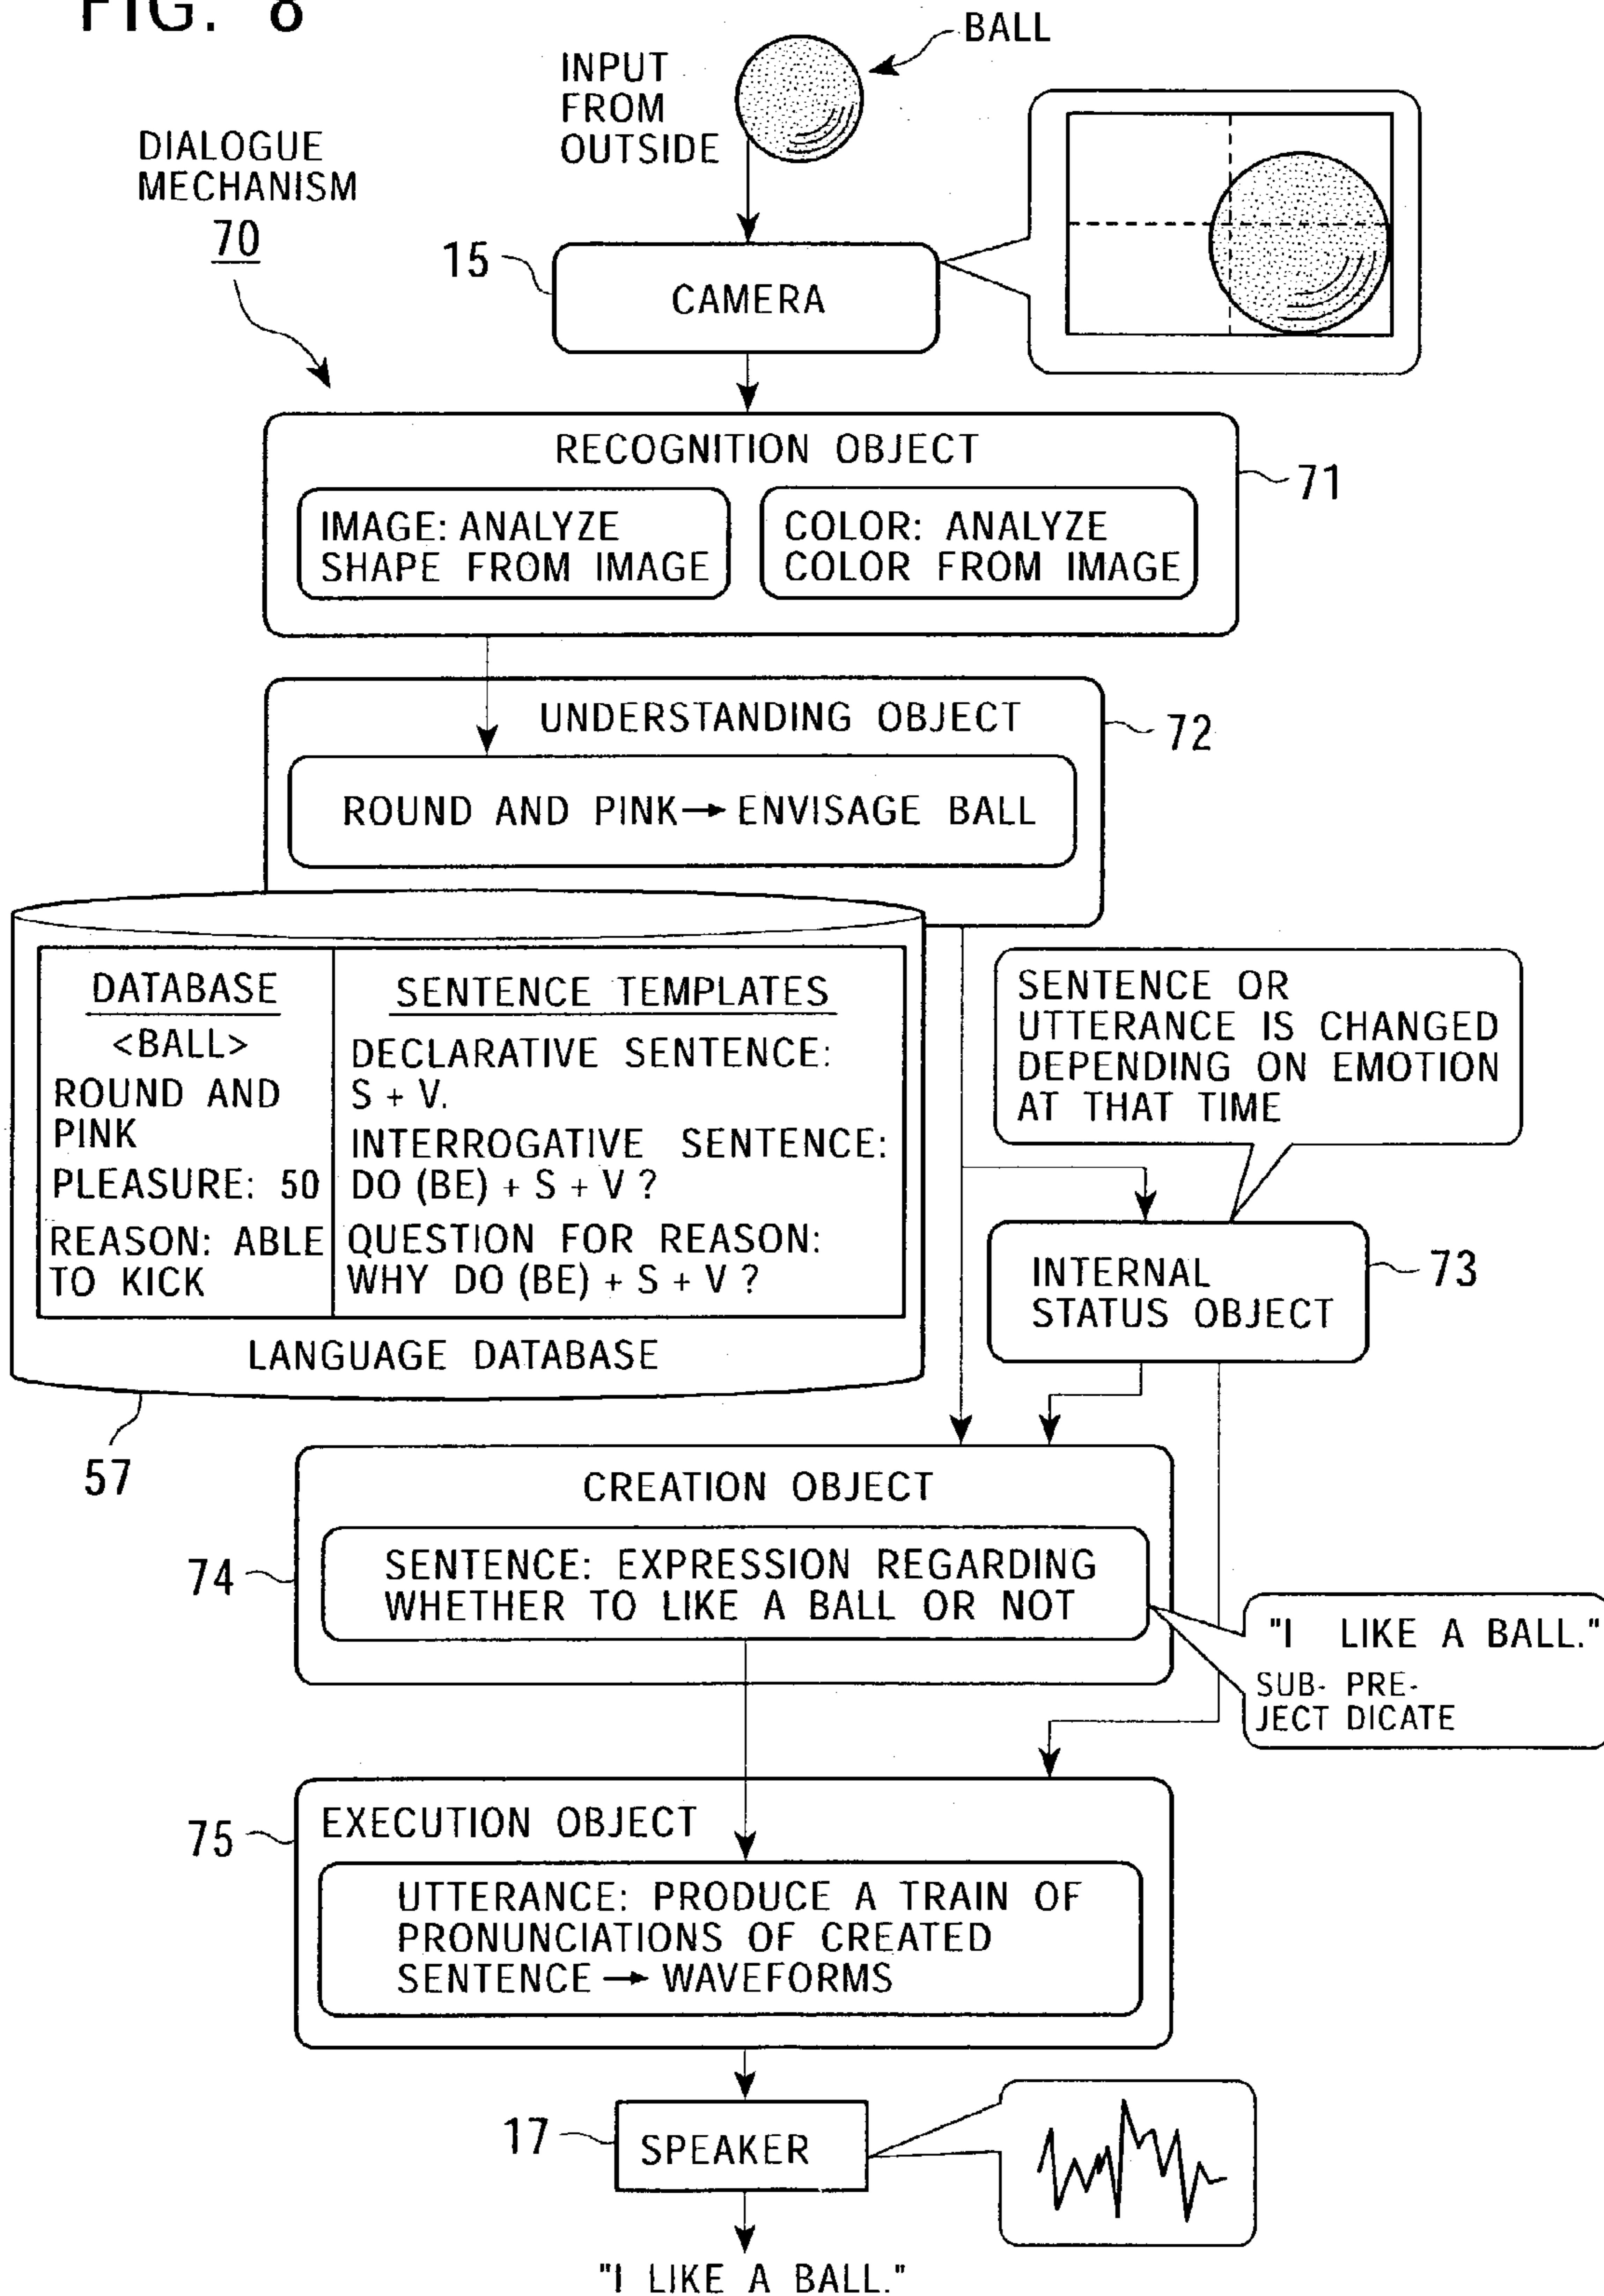 FIG. 8
BALL
INPUT
FROM
OUTSIDE
DIALOGUE
MECHANISM
70
15
CAMERA
RECOGNITION OBJECT
71
IMAGE: ANALYZE
SHAPE FROM IMAGE
COLOR: ANALYZE
COLOR FROM IMAGE
UNDERSTANDING OBJECT
72
ROUND AND PINK→ENVISAGE BALL
DATABASE
<BALL>
ROUND AND
PINK
PLEASURE: 50
REASON: ABLE
TO KICK
SENTENCE TEMPLATES
DECLARATIVE SENTENCE:
S + V.
INTERROGATIVE SENTENCE:
DO (BE) + S + V ?
QUESTION FOR REASON:
WHY DO (BE) + S + V ?
LANGUAGE DATABASE
57
SENTENCE OR
UTTERANCE IS CHANGED
DEPENDING ON EMOTION
AT THAT TIME
INTERNAL
STATUS OBJECT
73
CREATION OBJECT
74
SENTENCE: EXPRESSION REGARDING
WHETHER TO LIKE A BALL OR NOT
"I LIKE A BALL."
SUB- PRE-
JECT DICATE
75
EXECUTION OBJECT
UTTERANCE: PRODUCE A TRAIN OF
PRONUNCIATIONS OF CREATED
SENTENCE → WAVEFORMS
17
SPEAKER
"I LIKE A BALL."